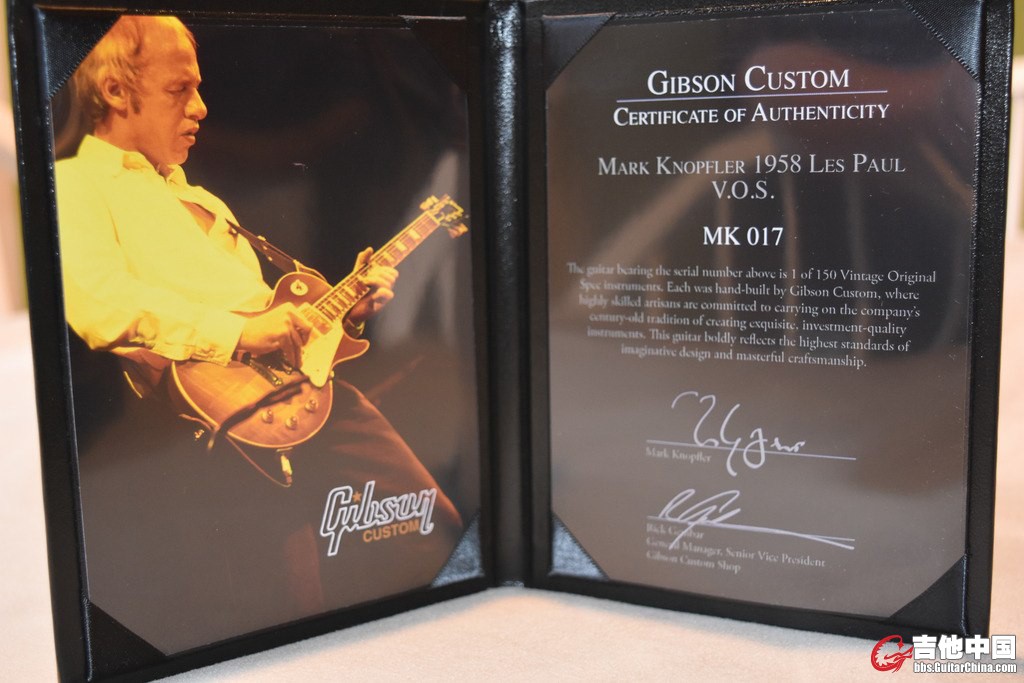 Gibson
CUSTOM
GIBSON CUSTOM
CERTIFICATE OF AUTHENTICITY
MARK KNOPFLER 1958 LES PAUL
V.O.S.
MK 017
The guitar bearing the serial number above is 1 of 150 Vintage Original
Spec instruments. Each was hand-built by Gibson Custom, where
highly skilled artisans are committed to carrying on the company's
century-old tradition of creating exquisite, investment-quality
instruments. This guitar boldly reflects the highest standards of
imaginative design and masterful craftsmanship.
Mark Knopfler
Rick Gembar
General Manager, Senior Vice President
Gibson Custom Shop
吉他中国
bbs.GuitarChina.com